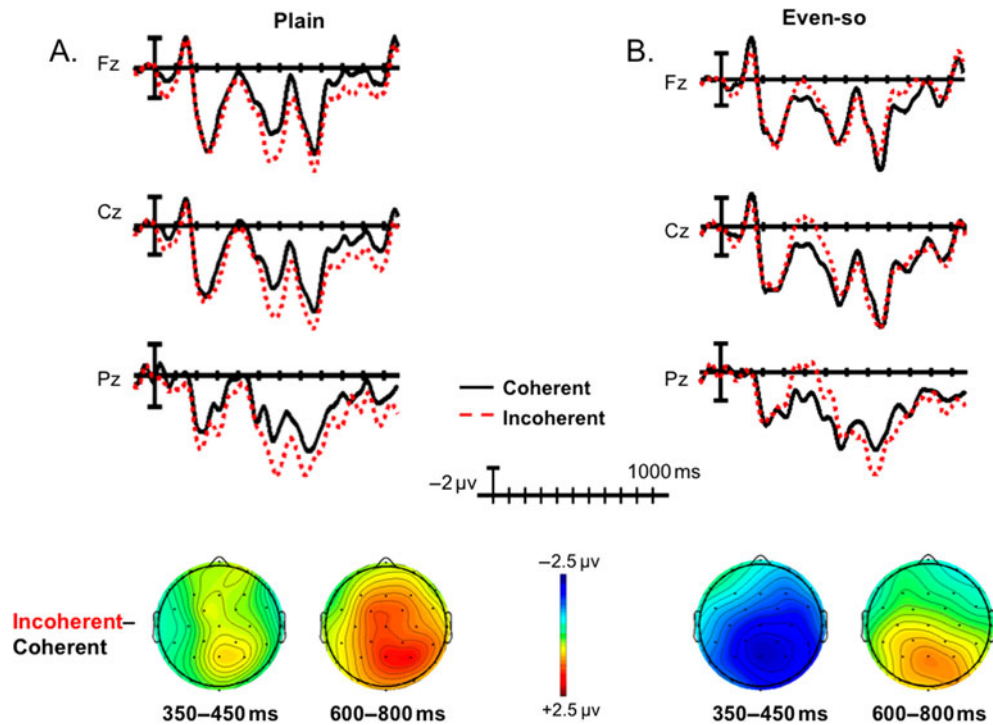 Plain
Even-so
A.
B.
Fz
Fz
Cz
Cz
Pz
Pz
Coherent
Incoherent
1000 ms
–2 μv
–2.5 μv
Incoherent–
Coherent
+2.5 μv
350–450 ms
600–800 ms
350–450 ms
600–800 ms